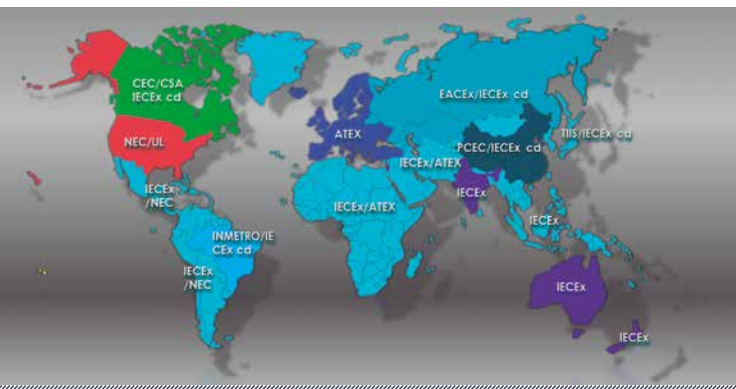 CEC/CSA
IECEx cd
NEC/UL
IECEx
/NEC
INMETRO/IE
CEx cd
IECEx
/NEC
ATEX
IECEx/ATEX
EACEx/IECEx cd
PCEC/IECEx cd
TIIS/IECEx cd
IECEx/ATEX
IECEx
IECEx
IECEx
IECEx